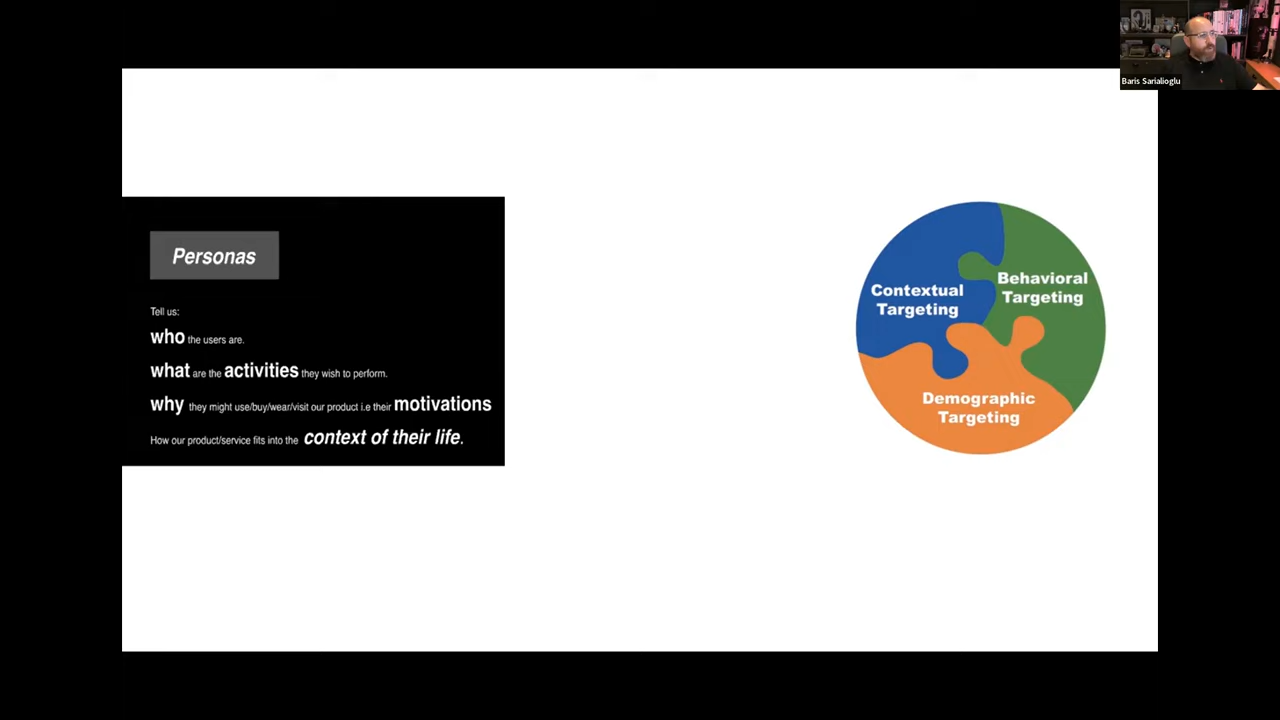 Baris Sarialioglu
Personas
Tell us:
who the users are.
what are the activities they wish to perform.
why they might use/buy/wear/visit our product i.e their motivations
How our product/service fits into the context of their life.
Contextual
Targeting
Behavioral
Targeting
Demographic
Targeting